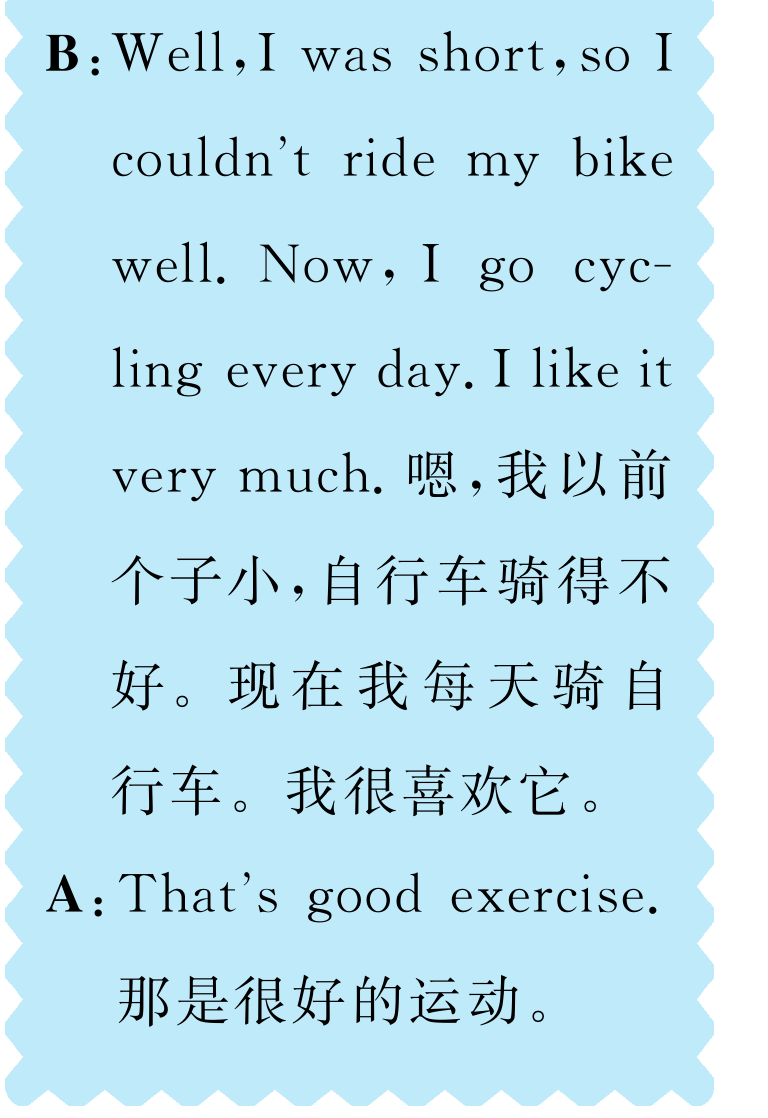 B:Well,I was short,so I
couldn't ride my bike
well. Now,I go cyc-
ling every day. I like it
very much. 嗯,我以前
个子小,自行车骑得不
好。现在我每天骑自
行车。我很喜欢它。
A:That's good exercise.
那是很好的运动。